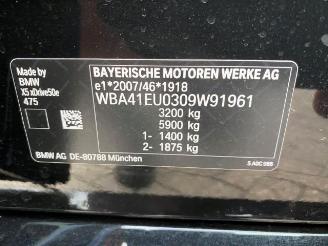 Made by
BMW
X5 xDrive50e
475
BAYERISCHE MOTOREN WERKE AG
e1*2007/46*1918
WBA41EU0309W91961
3200 kg
5900 kg
1- 1400 kg
2- 1875 kg
BMW AG DE-80788 München